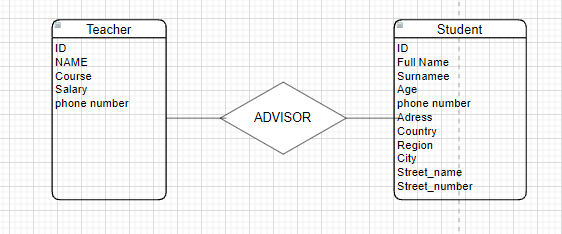 Teacher
ID
NAME
Course
Salary
phone number
ADVISOR
Student
ID
Full Name
Surnamee
Age
phone number
Adress
Country
Region
City
Street_name
Street_number